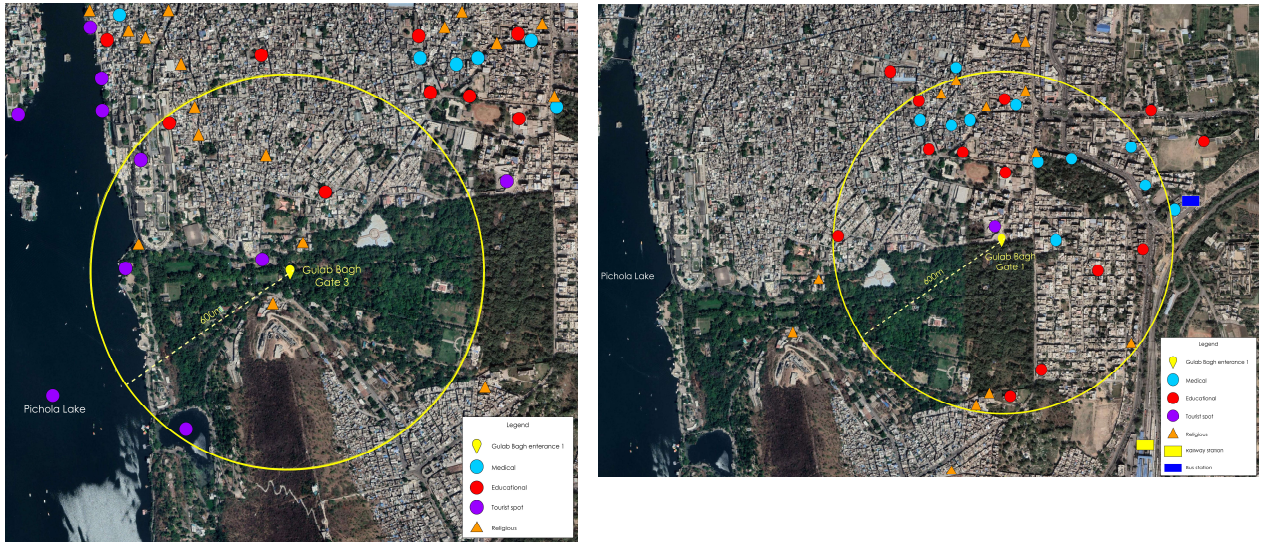 Gulab Bagh
Gate 3
600m
Pichola Lake
Legend
Gulab Bagh enterance 1
Medical
Educational
Tourist spot
Religious
Pichola Lake
Gulab Bagh
Gate 1
600m
Legend
Gulab Bagh enterance 1
Medical
Educational
Tourist spot
Religious
Railway station
Bus station